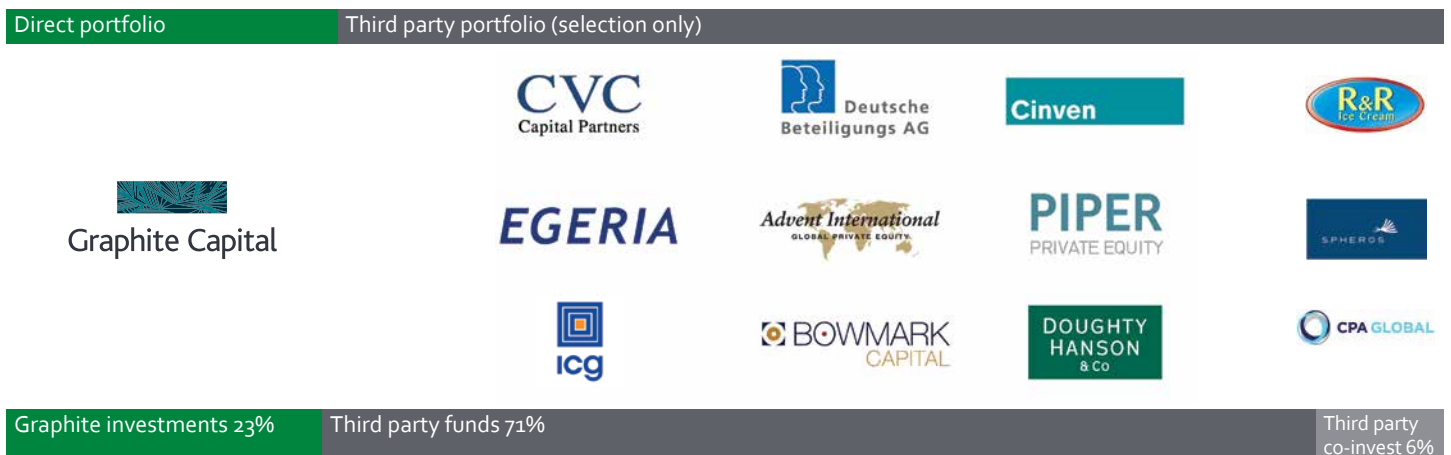 Direct portfolio
Third party portfolio (selection only)
CVC
Capital Partners
Deutsche
Beteiligungs AG
Cinven
R&R
Ice Cream
Graphite Capital
EGERIA
Advent International
GLOBAL PRIVATE EQUITY
PIPER
PRIVATE EQUITY
SPHEROS
icg
BOWMARK
CAPITAL
DOUGHTY
HANSON
& Co
CPA GLOBAL
Graphite investments 23%
Third party funds 71%
Third party
co-invest 6%